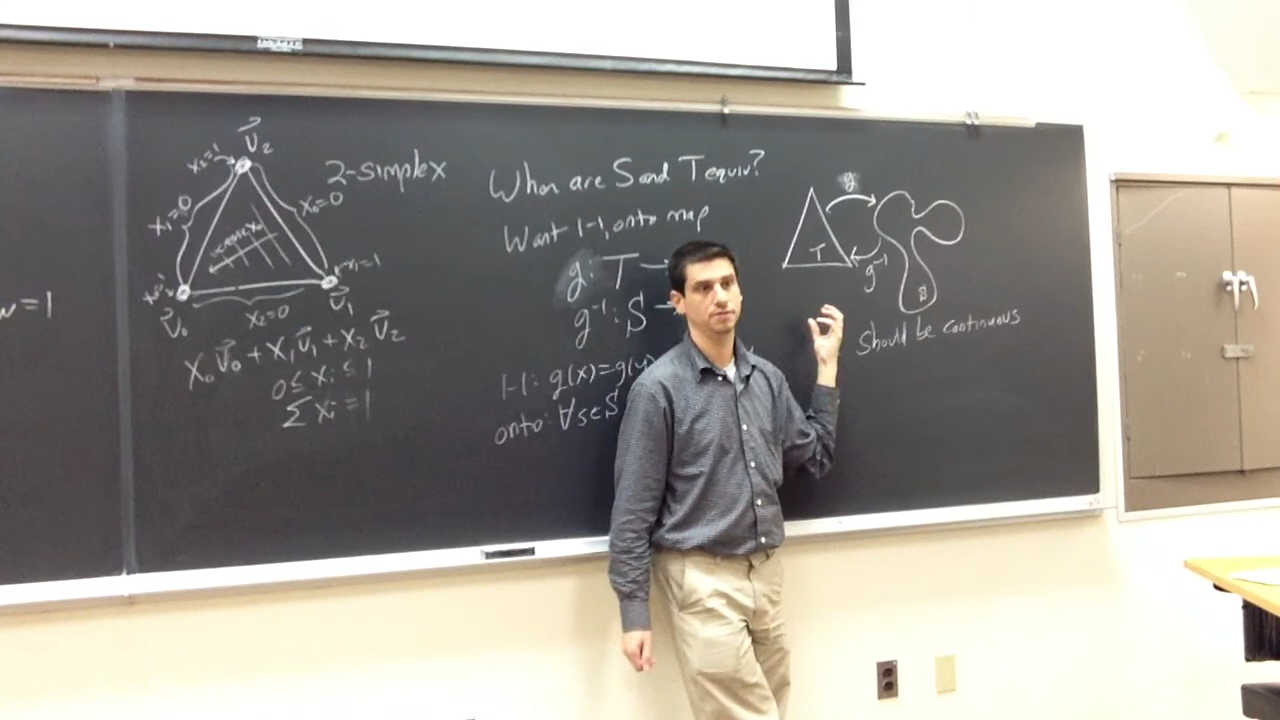 w = 1
V⃗₂
x₂=1
2-simplex
x₁=0
x₀=0
x₁=1
V⃗₀
x₂=0
V⃗₁
x₀V⃗₀ + x₁V⃗₁ + x₂V⃗₂
0 ≤ xᵢ ≤ 1
Σ xᵢ = 1
When are S and T equiv?
Want 1-1, onto map
g: T →
g⁻¹: S →
1-1: g(x)=g(y)
onto: ∀s∈S
g
T
g⁻¹
S
Should be continuous